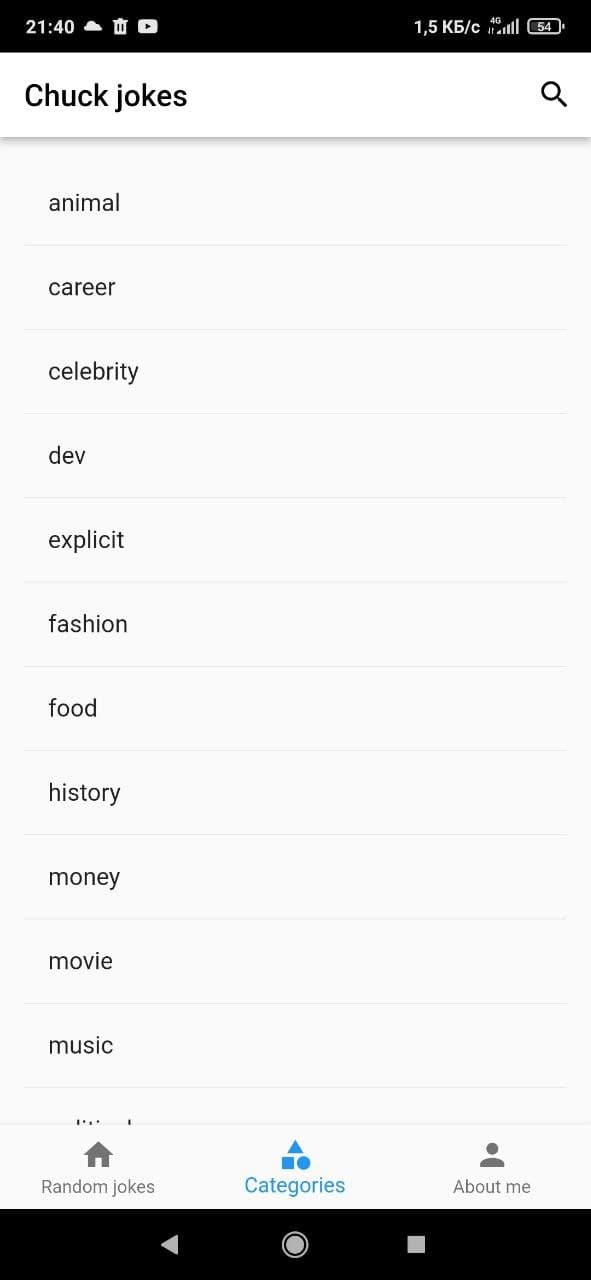 21:40 1,5 КБ/с 4G 54
Chuck jokes
animal
career
celebrity
dev
explicit
fashion
food
history
money
movie
music
Random jokes Categories About me